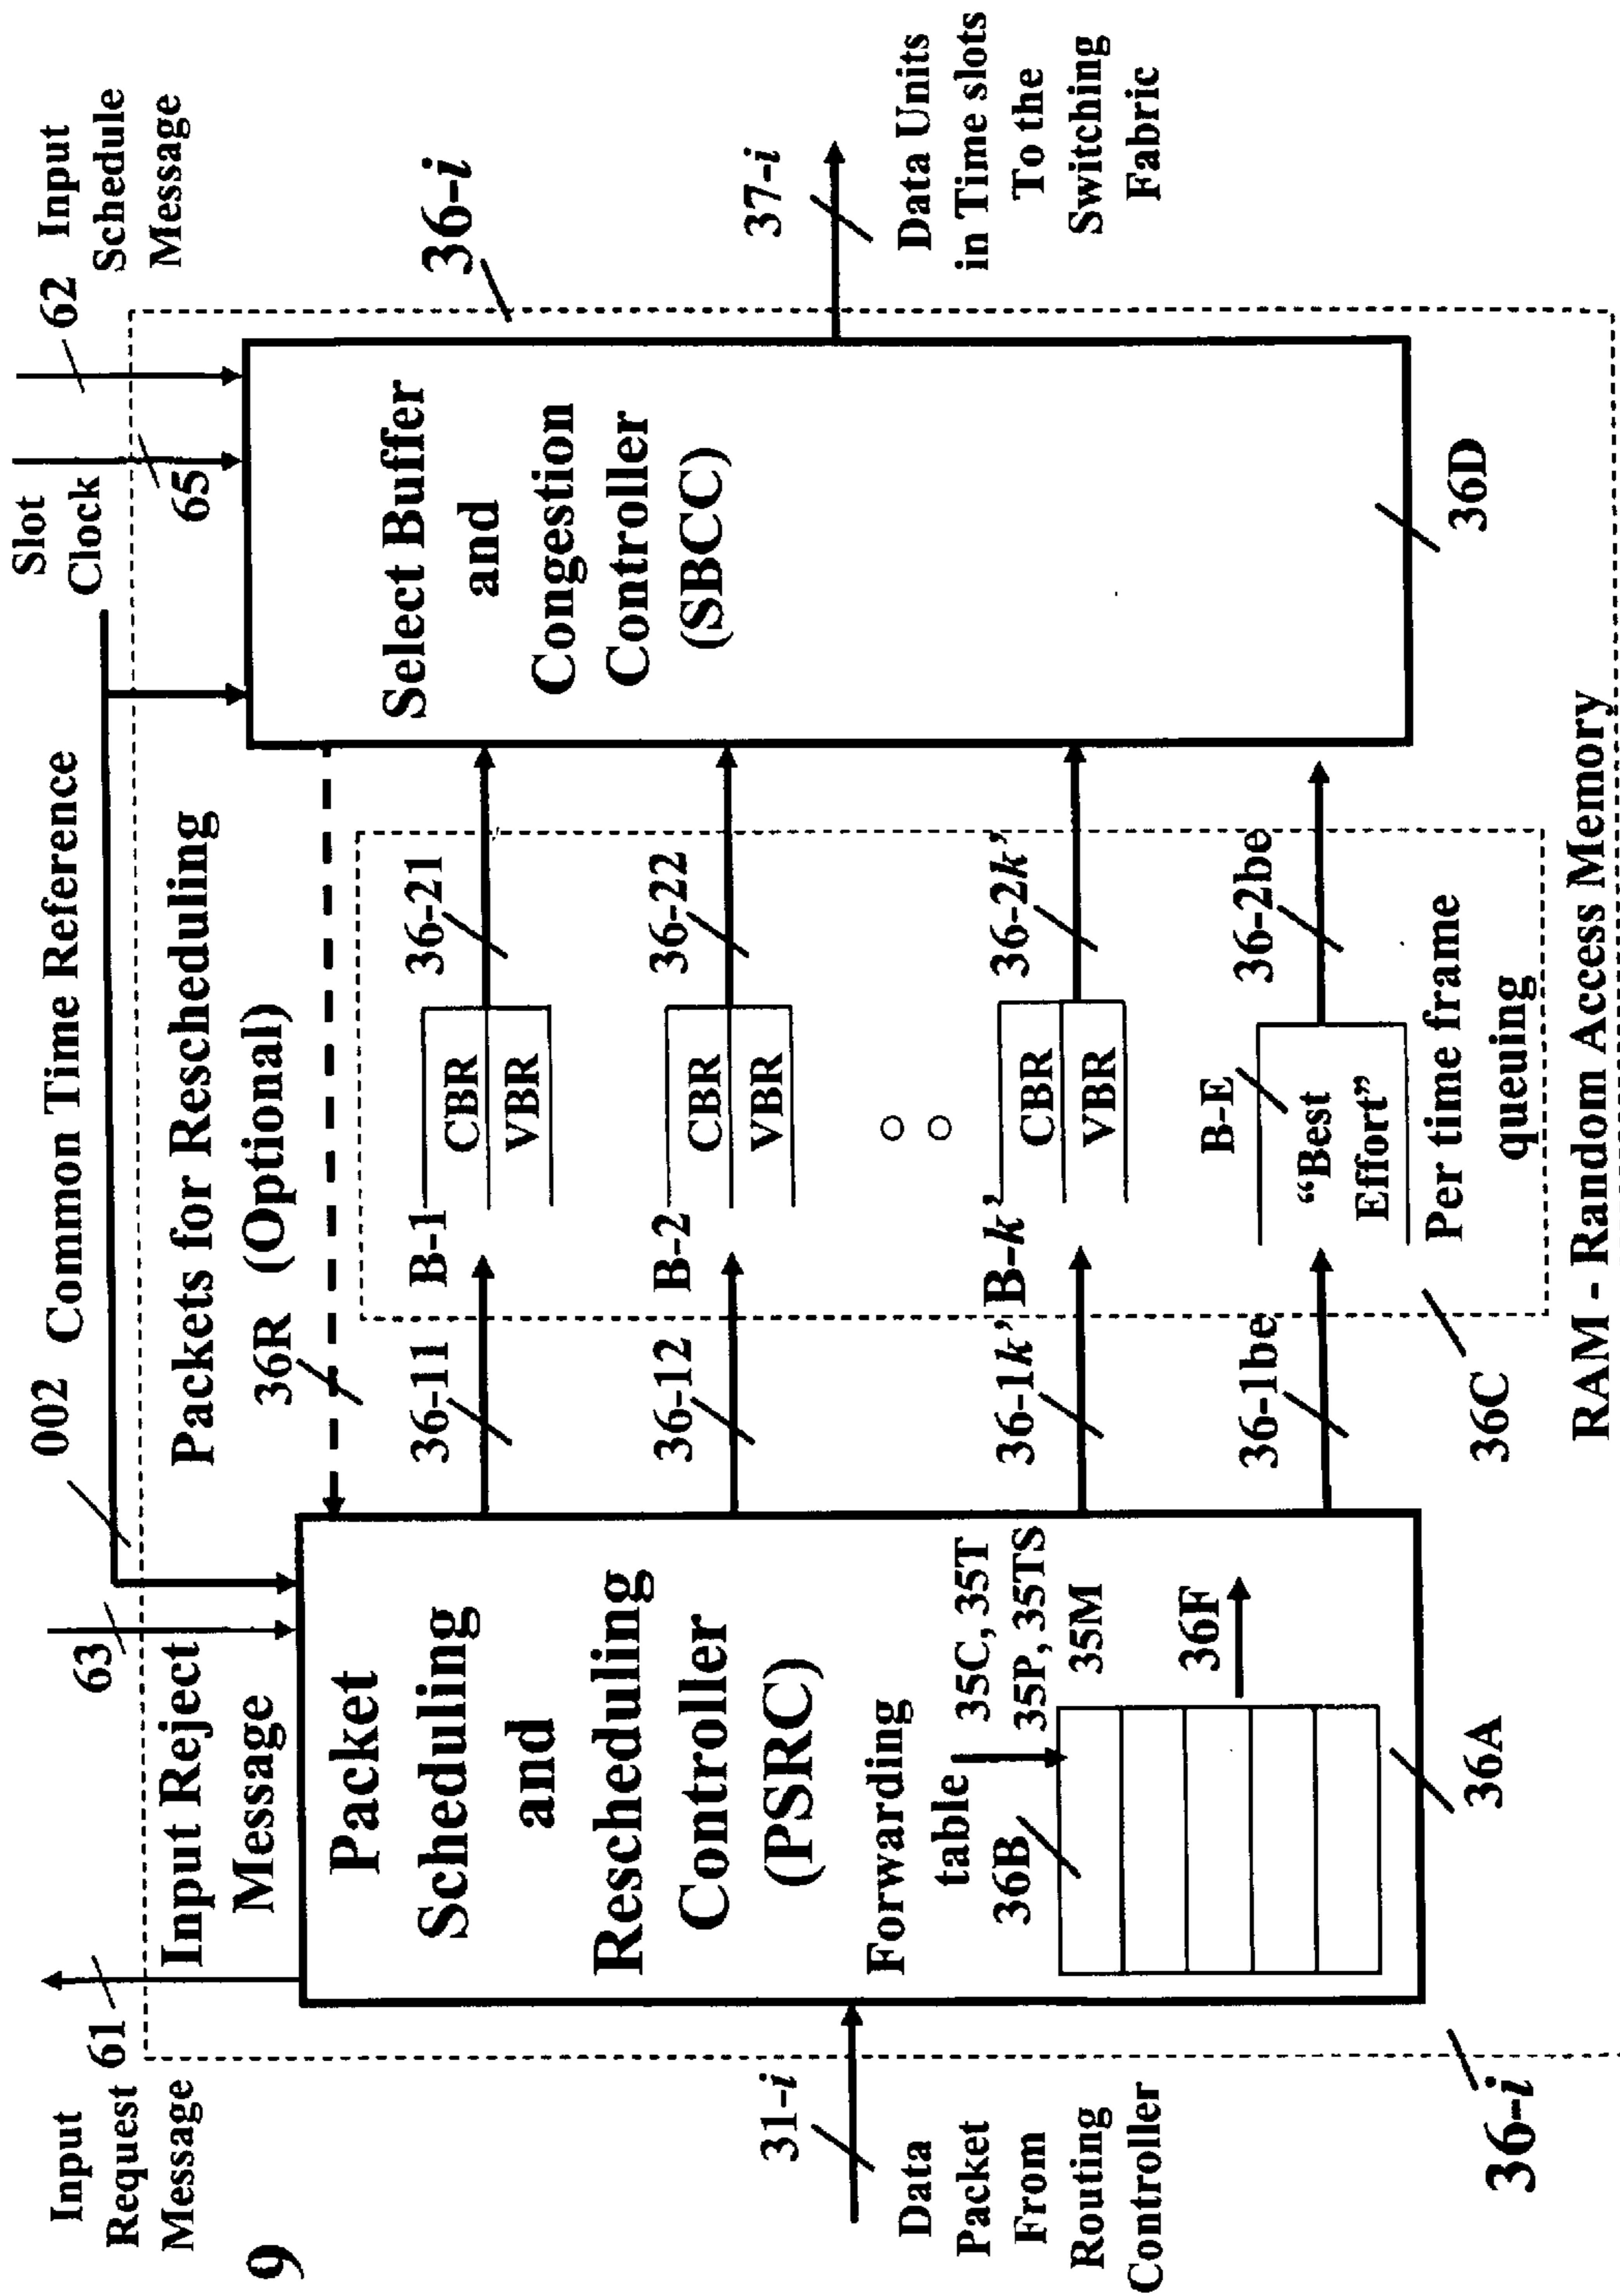 9
Input
Request
Message
61
Input Reject
Message
63
002
Common Time Reference
Slot
Clock
65
62
Input
Schedule
Message
Packets for Rescheduling
36R
(Optional)
36-i
31-i
Data
Packet
From
Routing
Controller
Packet
Scheduling
and
Rescheduling
Controller
(PSRC)
Forwarding
table
36B
35C, 35T
35P, 35TS
35M
36F
36A
36-11
B-1
CBR
VBR
36-21
36-12
B-2
CBR
VBR
36-22
36-1k'
B-k'
CBR
VBR
36-2k'
36-1be
B-E
“Best
Effort”
36-2be
Per time frame
queuing
36C
RAM - Random Access Memory
Select Buffer
and
Congestion
Controller
(SBCC)
36D
37-i
Data Units
in Time slots
To the
Switching
Fabric
36-i